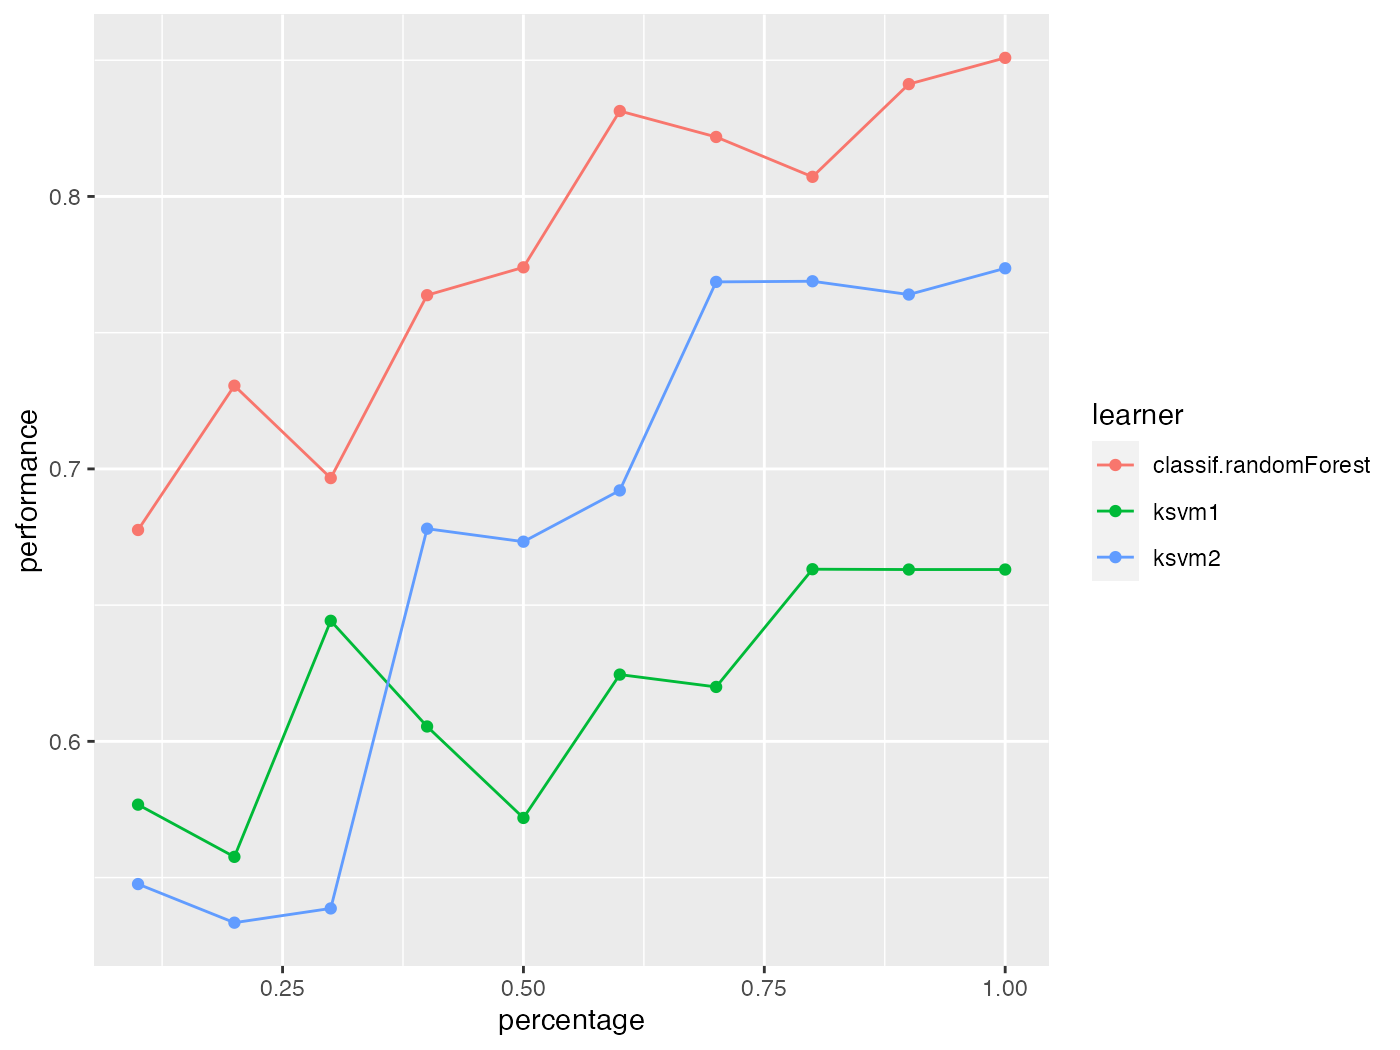 performance
0.8
0.7
0.6
0.25
0.50
0.75
1.00
percentage
learner
classif.randomForest
ksvm1
ksvm2